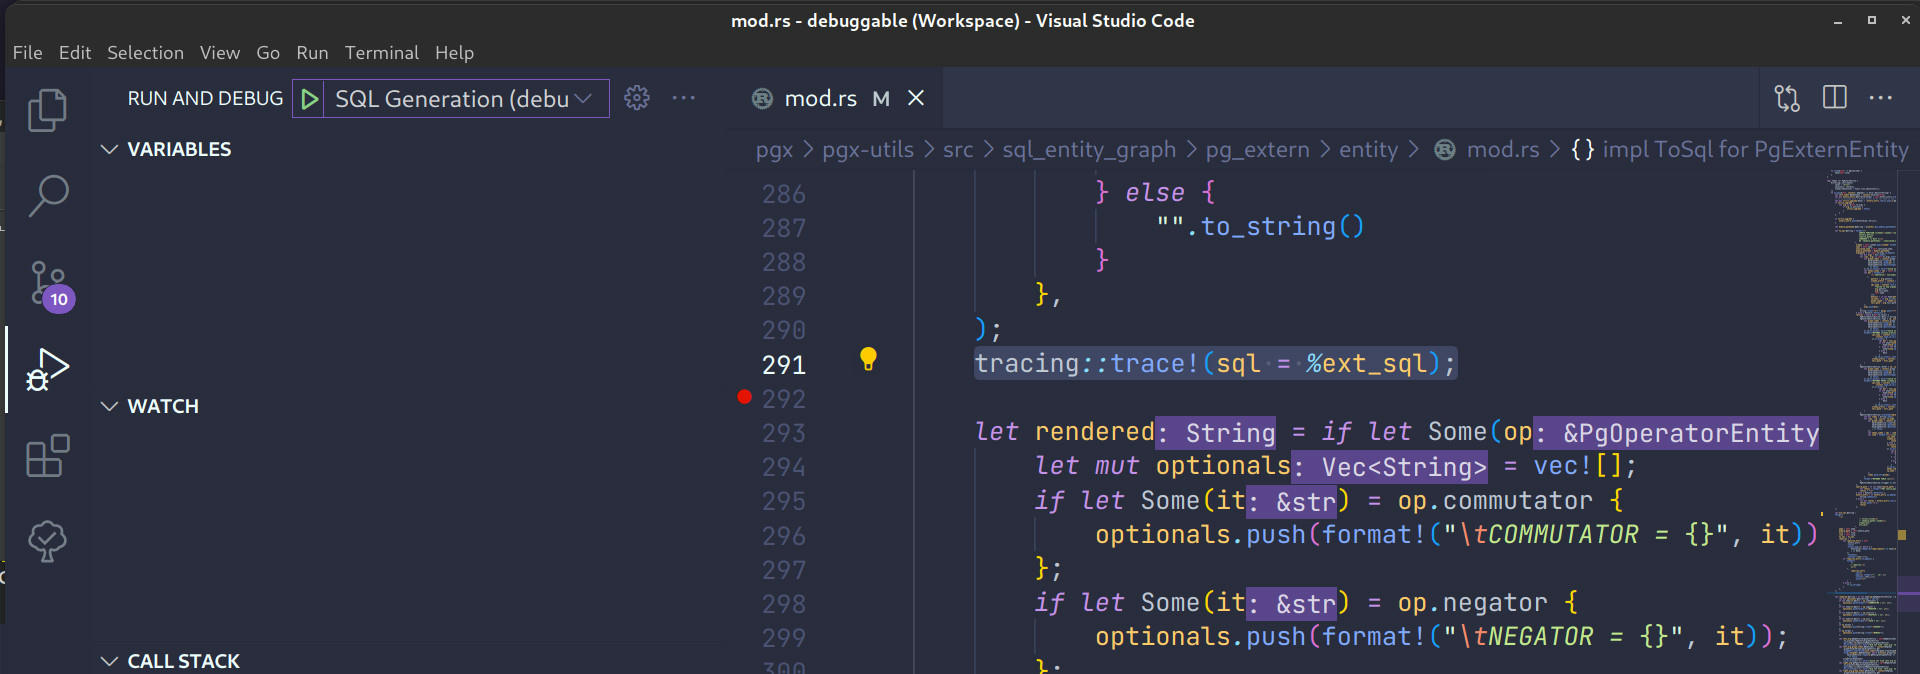 mod.rs - debuggable (Workspace) - Visual Studio Code
File Edit Selection View Go Run Terminal Help
RUN AND DEBUG SQL Generation (debu
mod.rs M
VARIABLES
pgx > pgx-utils > src > sql_entity_graph > pg_extern > entity > mod.rs > {} impl ToSql for PgExternEntity
286 } else {
287 "".to_string()
288 }
289 },
290 );
291 tracing::trace!(sql = %ext_sql);
292
293 let rendered: String = if let Some(op: &PgOperatorEntity
294 let mut optionals: Vec<String> = vec![];
295 if let Some(it: &str) = op.commutator {
296 optionals.push(format!("\tCOMMUTATOR = {}", it))
297 };
298 if let Some(it: &str) = op.negator {
299 optionals.push(format!("\tNEGATOR = {}", it));
300 };
10
WATCH
CALL STACK